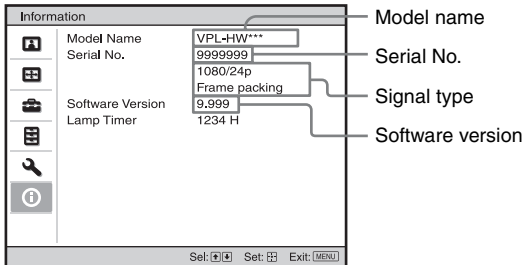 Information
Model Name VPL-HW*** Model name
Serial No. 9999999 Serial No.
1080/24p
Frame packing Signal type
Software Version 9.999 Software version
Lamp Timer 1234 H
Sel: Set: Exit: MENU